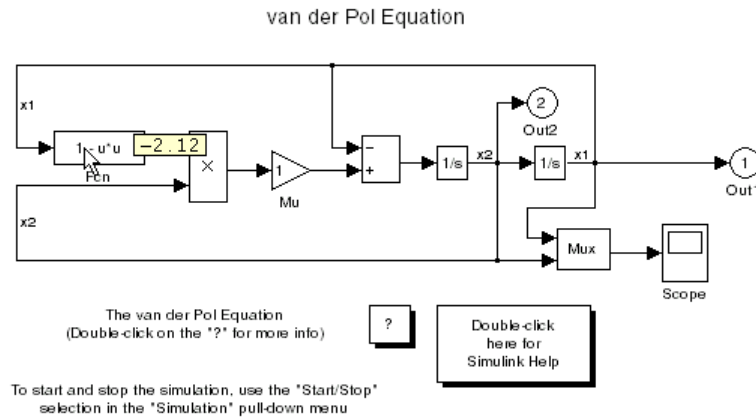 van der Pol Equation
x1
1 - u*u
-2.12
Fcn
×
x2
1
Mu
−
+
1/s
x2
1/s
x1
2
Out2
1
Out1
Mux
Scope
The van der Pol Equation
(Double-click on the "?" for more info)
?
Double-click
here for
Simulink Help
To start and stop the simulation, use the "Start/Stop"
selection in the "Simulation" pull-down menu